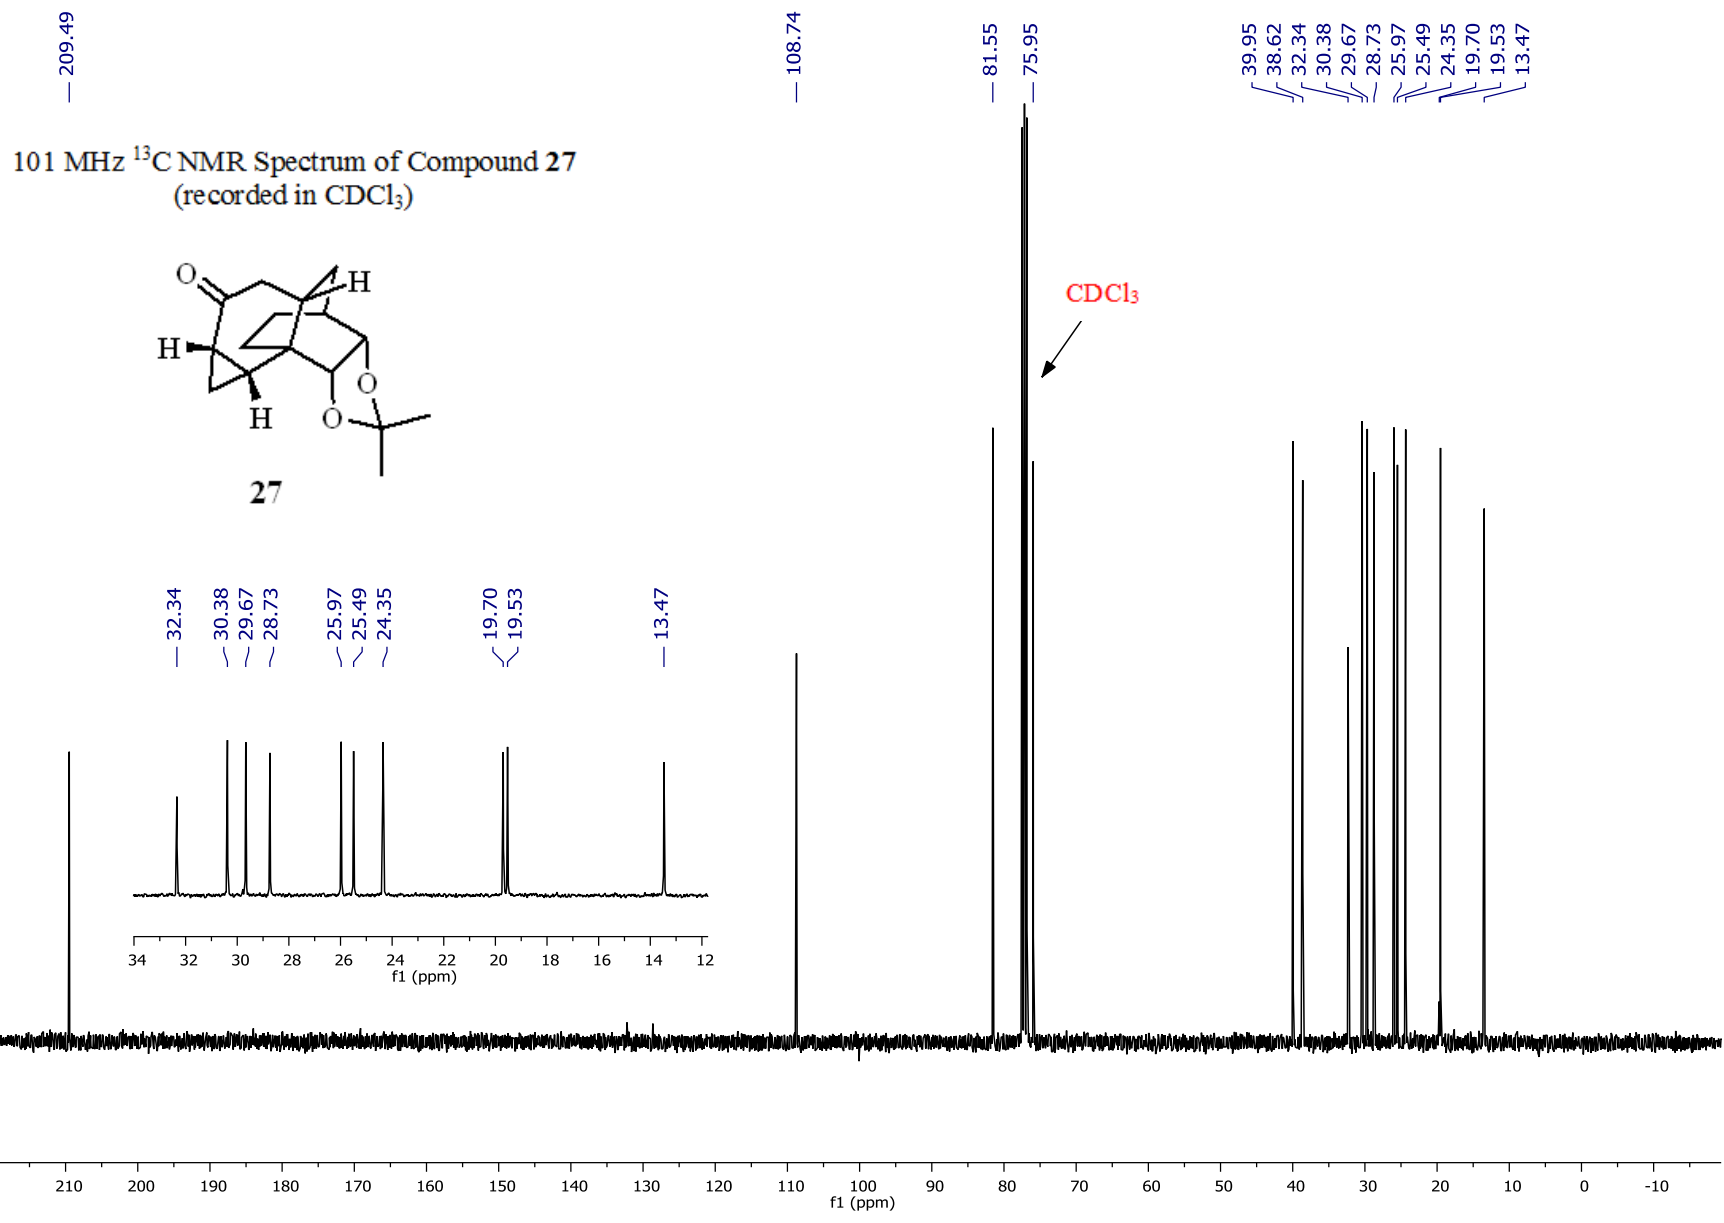 209.49
108.74
81.55
75.95
39.95
38.62
32.34
30.38
29.67
28.73
25.97
25.49
24.35
19.70
19.53
13.47
101 MHz ¹³C NMR Spectrum of Compound 27
(recorded in CDCl₃)
O
H
H
H
O
O
27
CDCl₃
32.34
30.38
29.67
28.73
25.97
25.49
24.35
19.70
19.53
13.47
34 32 30 28 26 24 22 20 18 16 14 12
f1 (ppm)
210 200 190 180 170 160 150 140 130 120 110 100 90 80 70 60 50 40 30 20 10 0 -10
f1 (ppm)